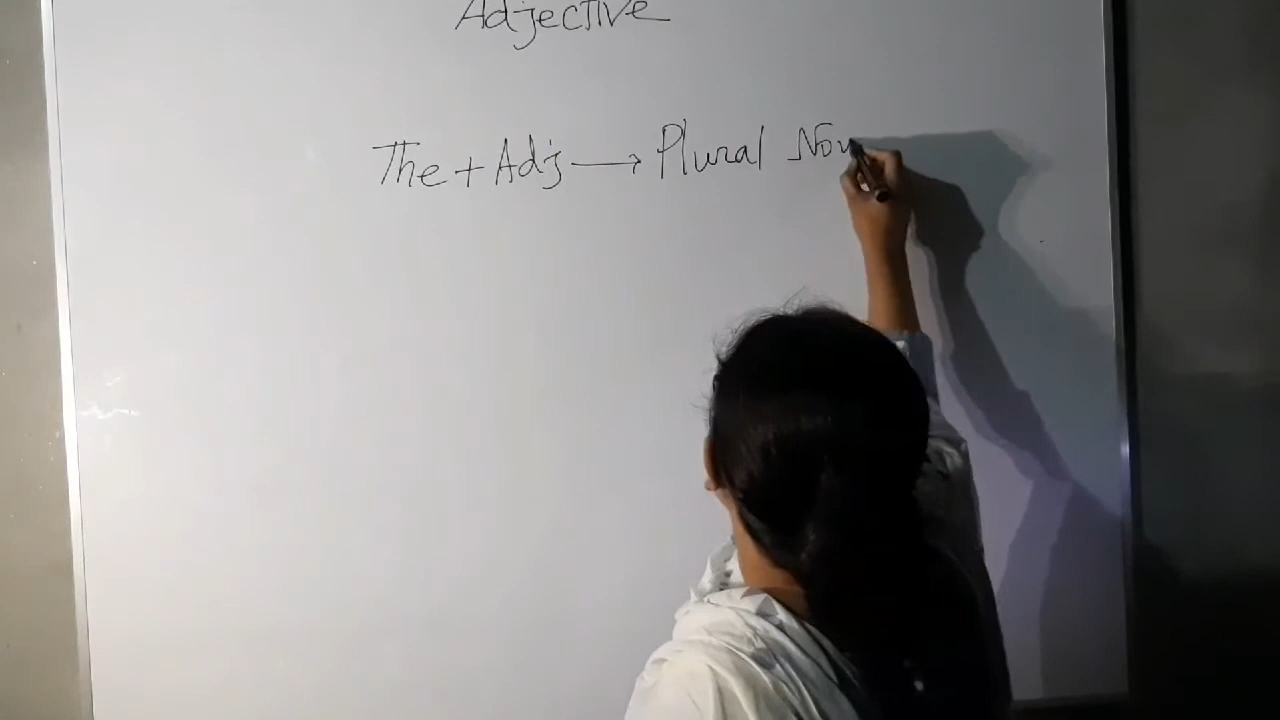 Adjective
The + Adj → Plural Nou